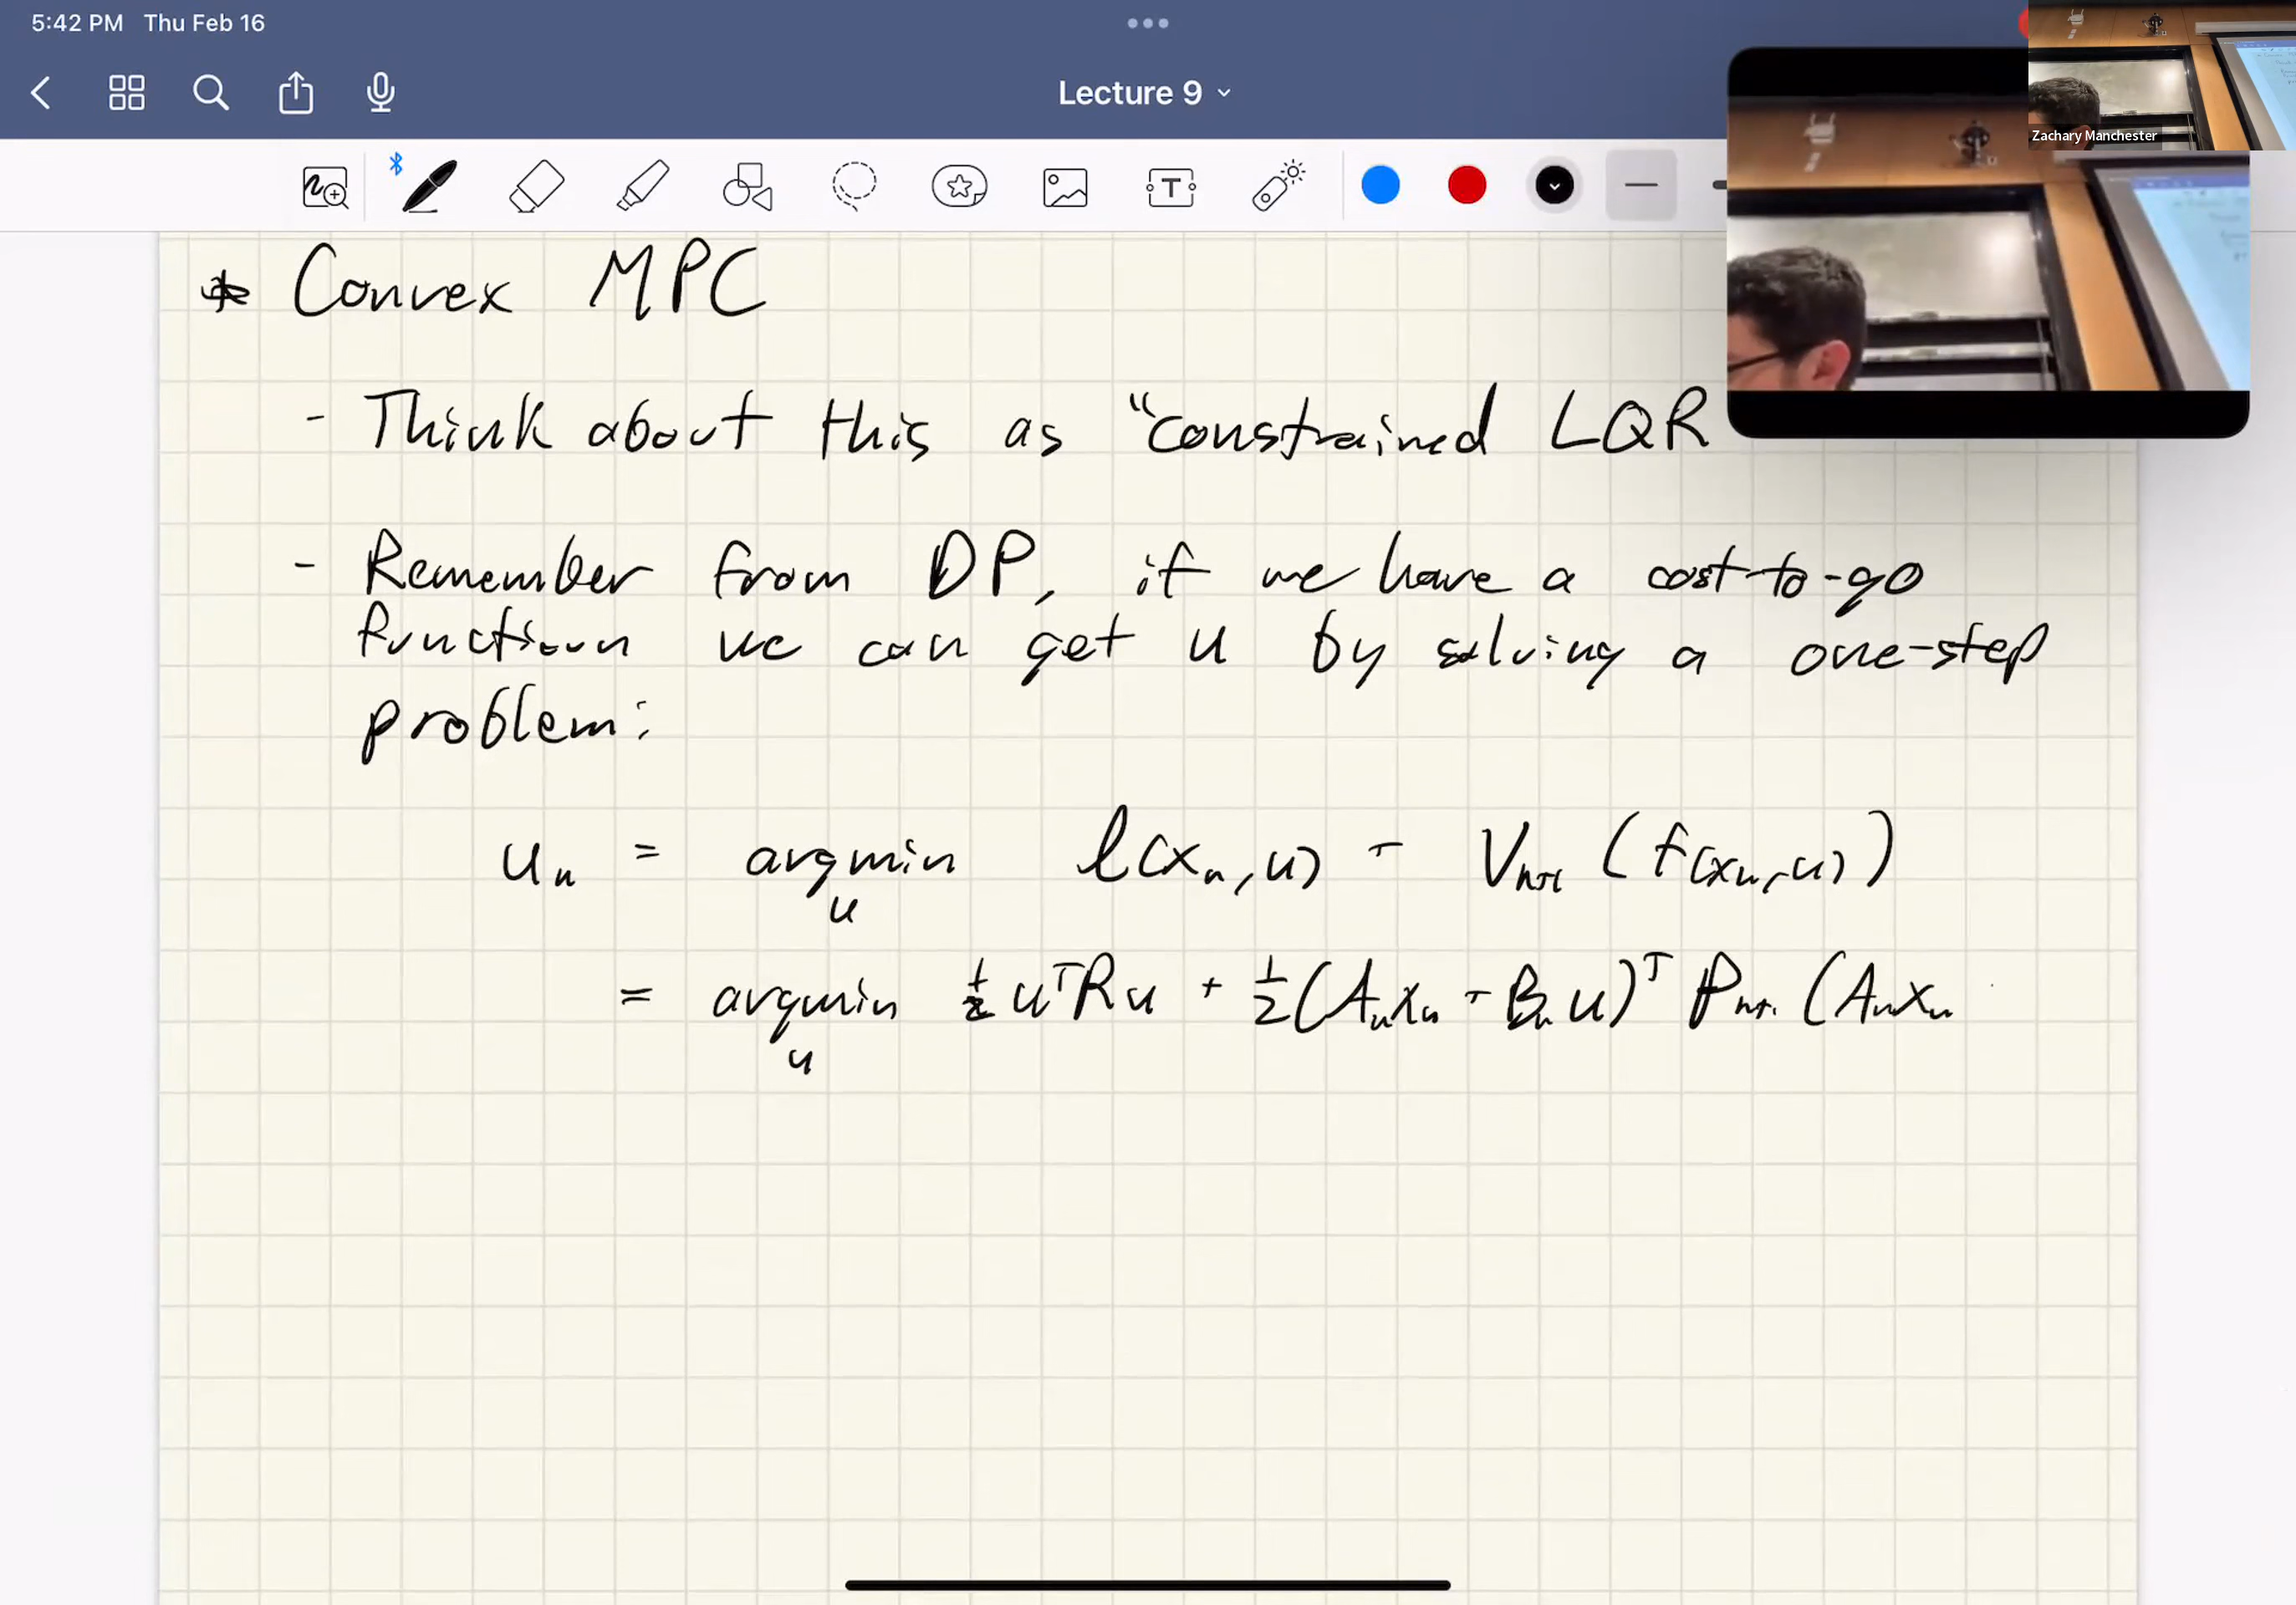 5:42 PM Thu Feb 16
Lecture 9
Zachary Manchester
* Convex MPC
- Think about this as "constrained LQR
- Remember from DP, if we have a cost-to-go
function we can get u by solving a one-step
problem:
uₙ = argmin l(xₙ, u) + Vₙ₊₁ (f(xₙ, u))
u
= argmin ½ uᵀRu + ½(Aₙxₙ + Bₙu)ᵀ Pₙ₊₁ (Aₙxₙ
u